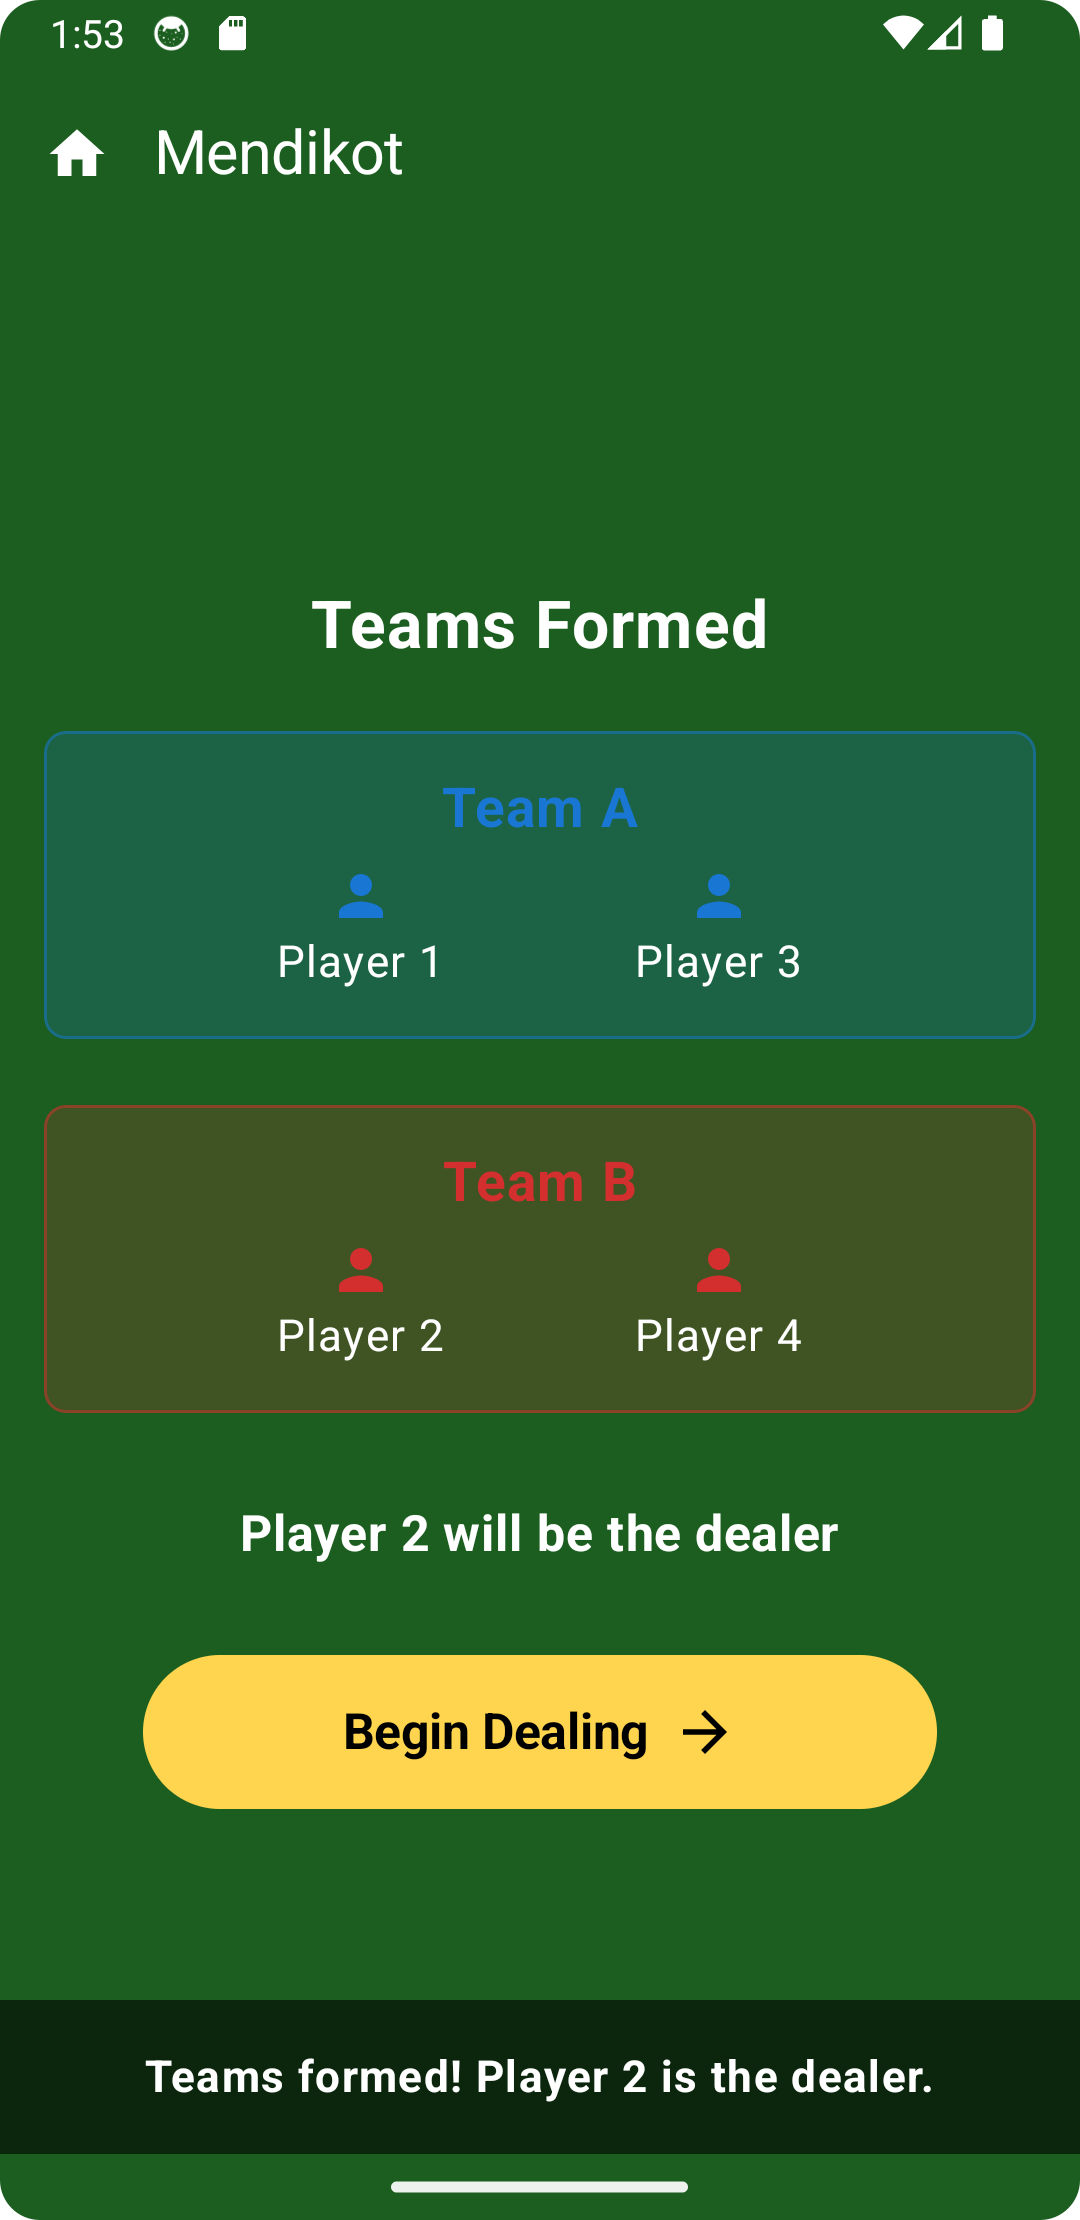 1:53
Mendikot
Teams Formed
Team A
Player 1 Player 3
Team B
Player 2 Player 4
Player 2 will be the dealer
Begin Dealing
Teams formed! Player 2 is the dealer.